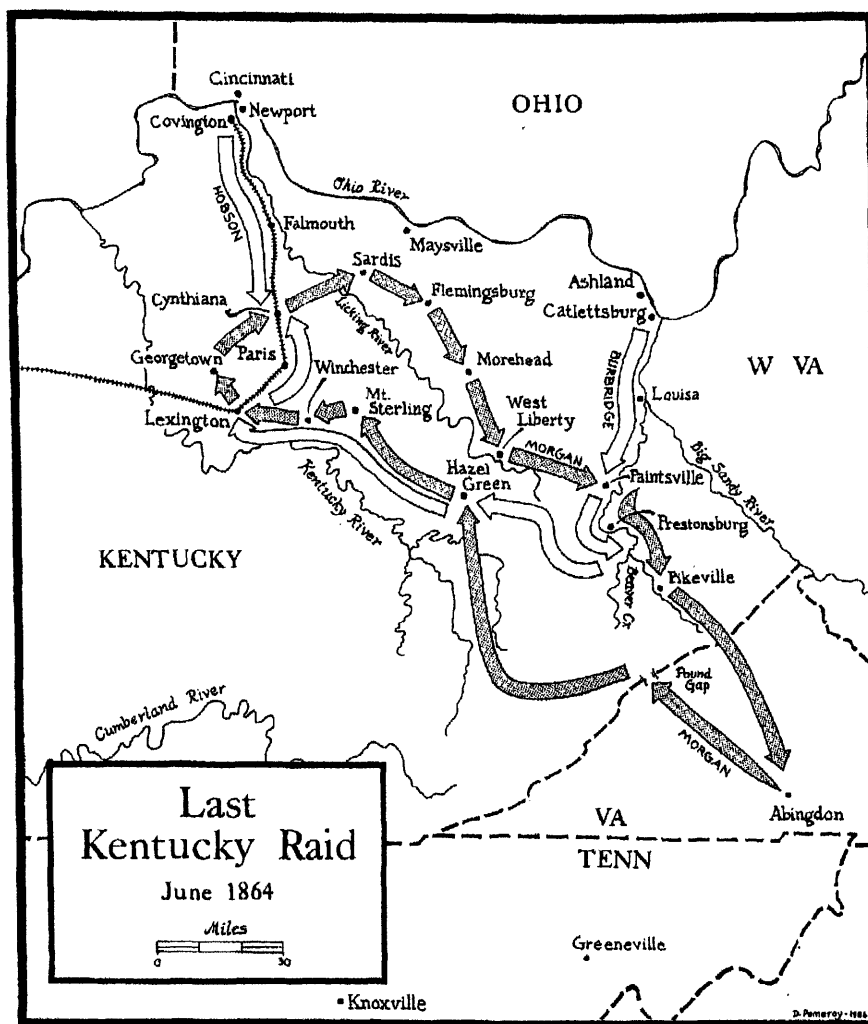 Cincinnati
Newport
Covington
OHIO
HOBSON
Ohio River
Falmouth
Maysville
Sardis
Ashland
Flemingsburg
Catlettsburg
Cynthiana
Licking River
Georgetown
Paris
Morehead
W VA
Winchester
BURBRIDGE
Louisa
Mt.
Sterling
West
Liberty
Lexington
MORGAN
Big Sandy River
Hazel
Green
Paintsville
Kentucky River
Prestonsburg
KENTUCKY
Beaver Cr
Pikeville
Pound
Gap
Cumberland River
MORGAN
Abingdon
VA
TENN
Last
Kentucky Raid
June 1864
Miles
0 30
Greeneville
Knoxville